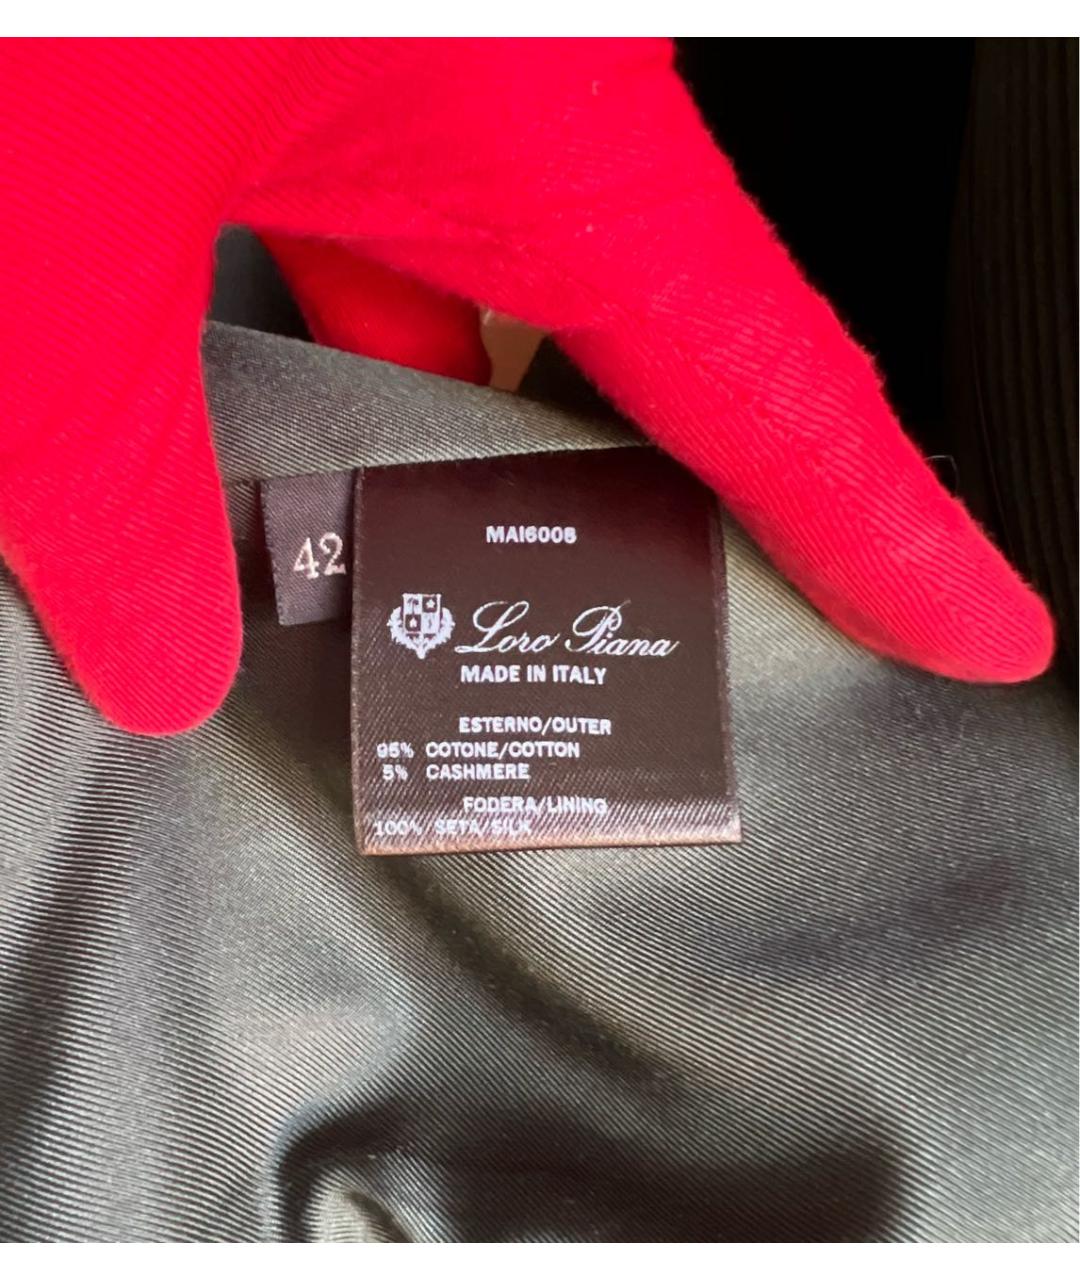 42
MAI6008
Loro Piana
MADE IN ITALY
ESTERNO/OUTER
95% COTONE/COTTON
5% CASHMERE
FODERA/LINING
100% SETA/SILK